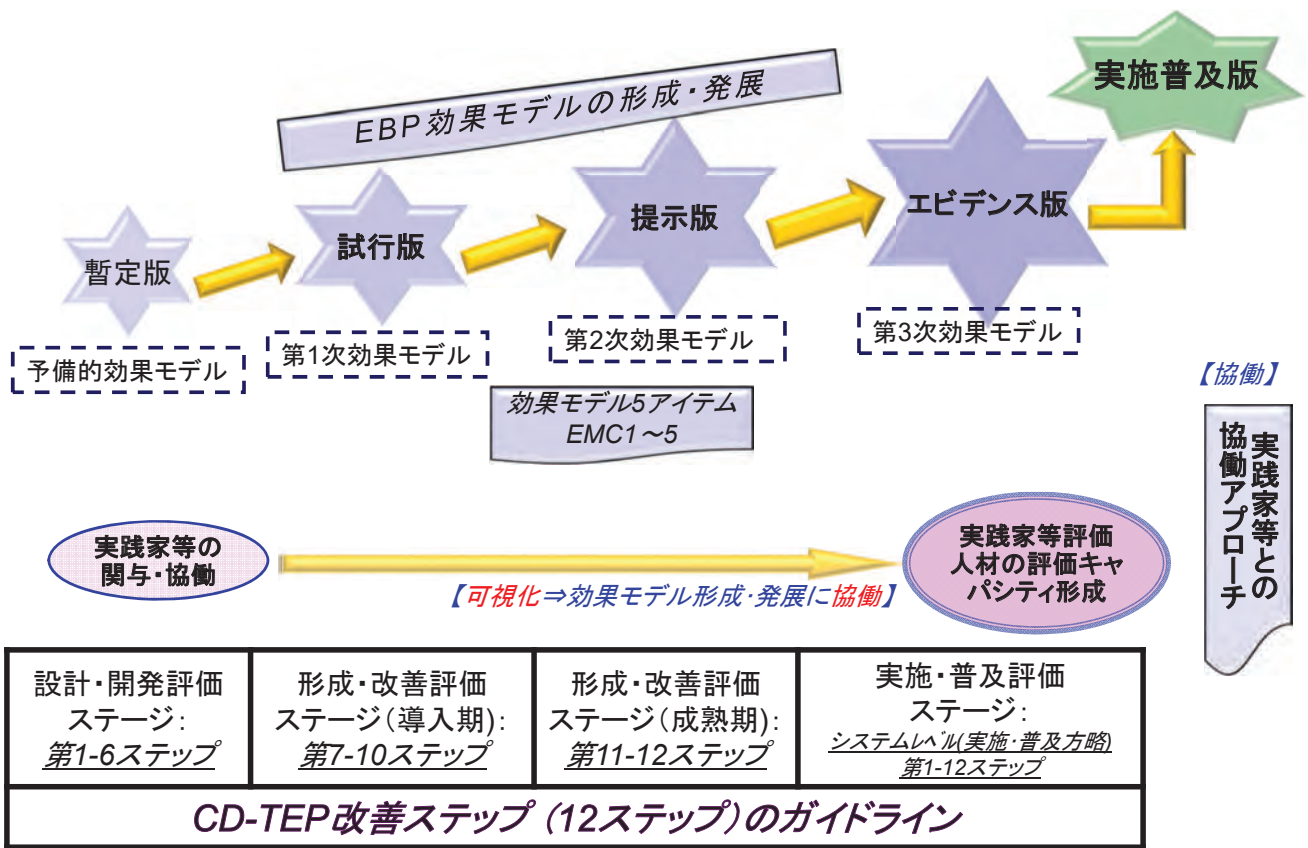 実施普及版
EBP効果モデルの形成・発展
エビデンス版
提示版
試行版
暫定版
予備的効果モデル
第1次効果モデル
第2次効果モデル
第3次効果モデル
効果モデル5アイテム
EMC1～5
【協働】
実践家等との
協働アプローチ
実践家等の
関与・協働
【可視化⇒効果モデル形成・発展に協働】
実践家等評価
人材の評価キャ
パシティ形成
設計・開発評価
ステージ：
第1-6ステップ
形成・改善評価
ステージ（導入期）：
第7-10ステップ
形成・改善評価
ステージ（成熟期）：
第11-12ステップ
実施・普及評価
ステージ：
システムレベル(実施・普及方略)
第1-12ステップ
CD-TEP改善ステップ（12ステップ）のガイドライン